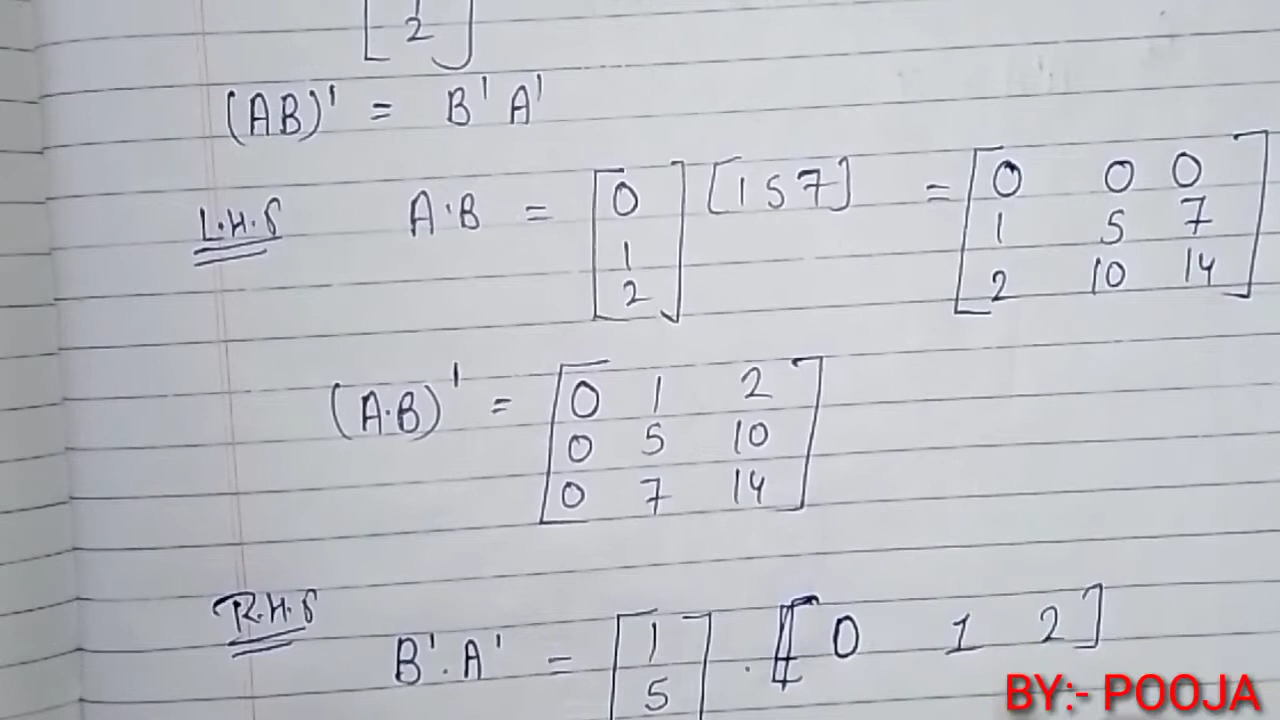 1
2
(AB)' = B' A'
L.H.S A.B = [0 1 2] [1 5 7] = [0 0 0
1 5 7
2 10 14]
(A.B)' = [0 1 2
0 5 10
0 7 14]
R.H.S
B'.A' = [1 5] . [0 1 2]
BY:- POOJA